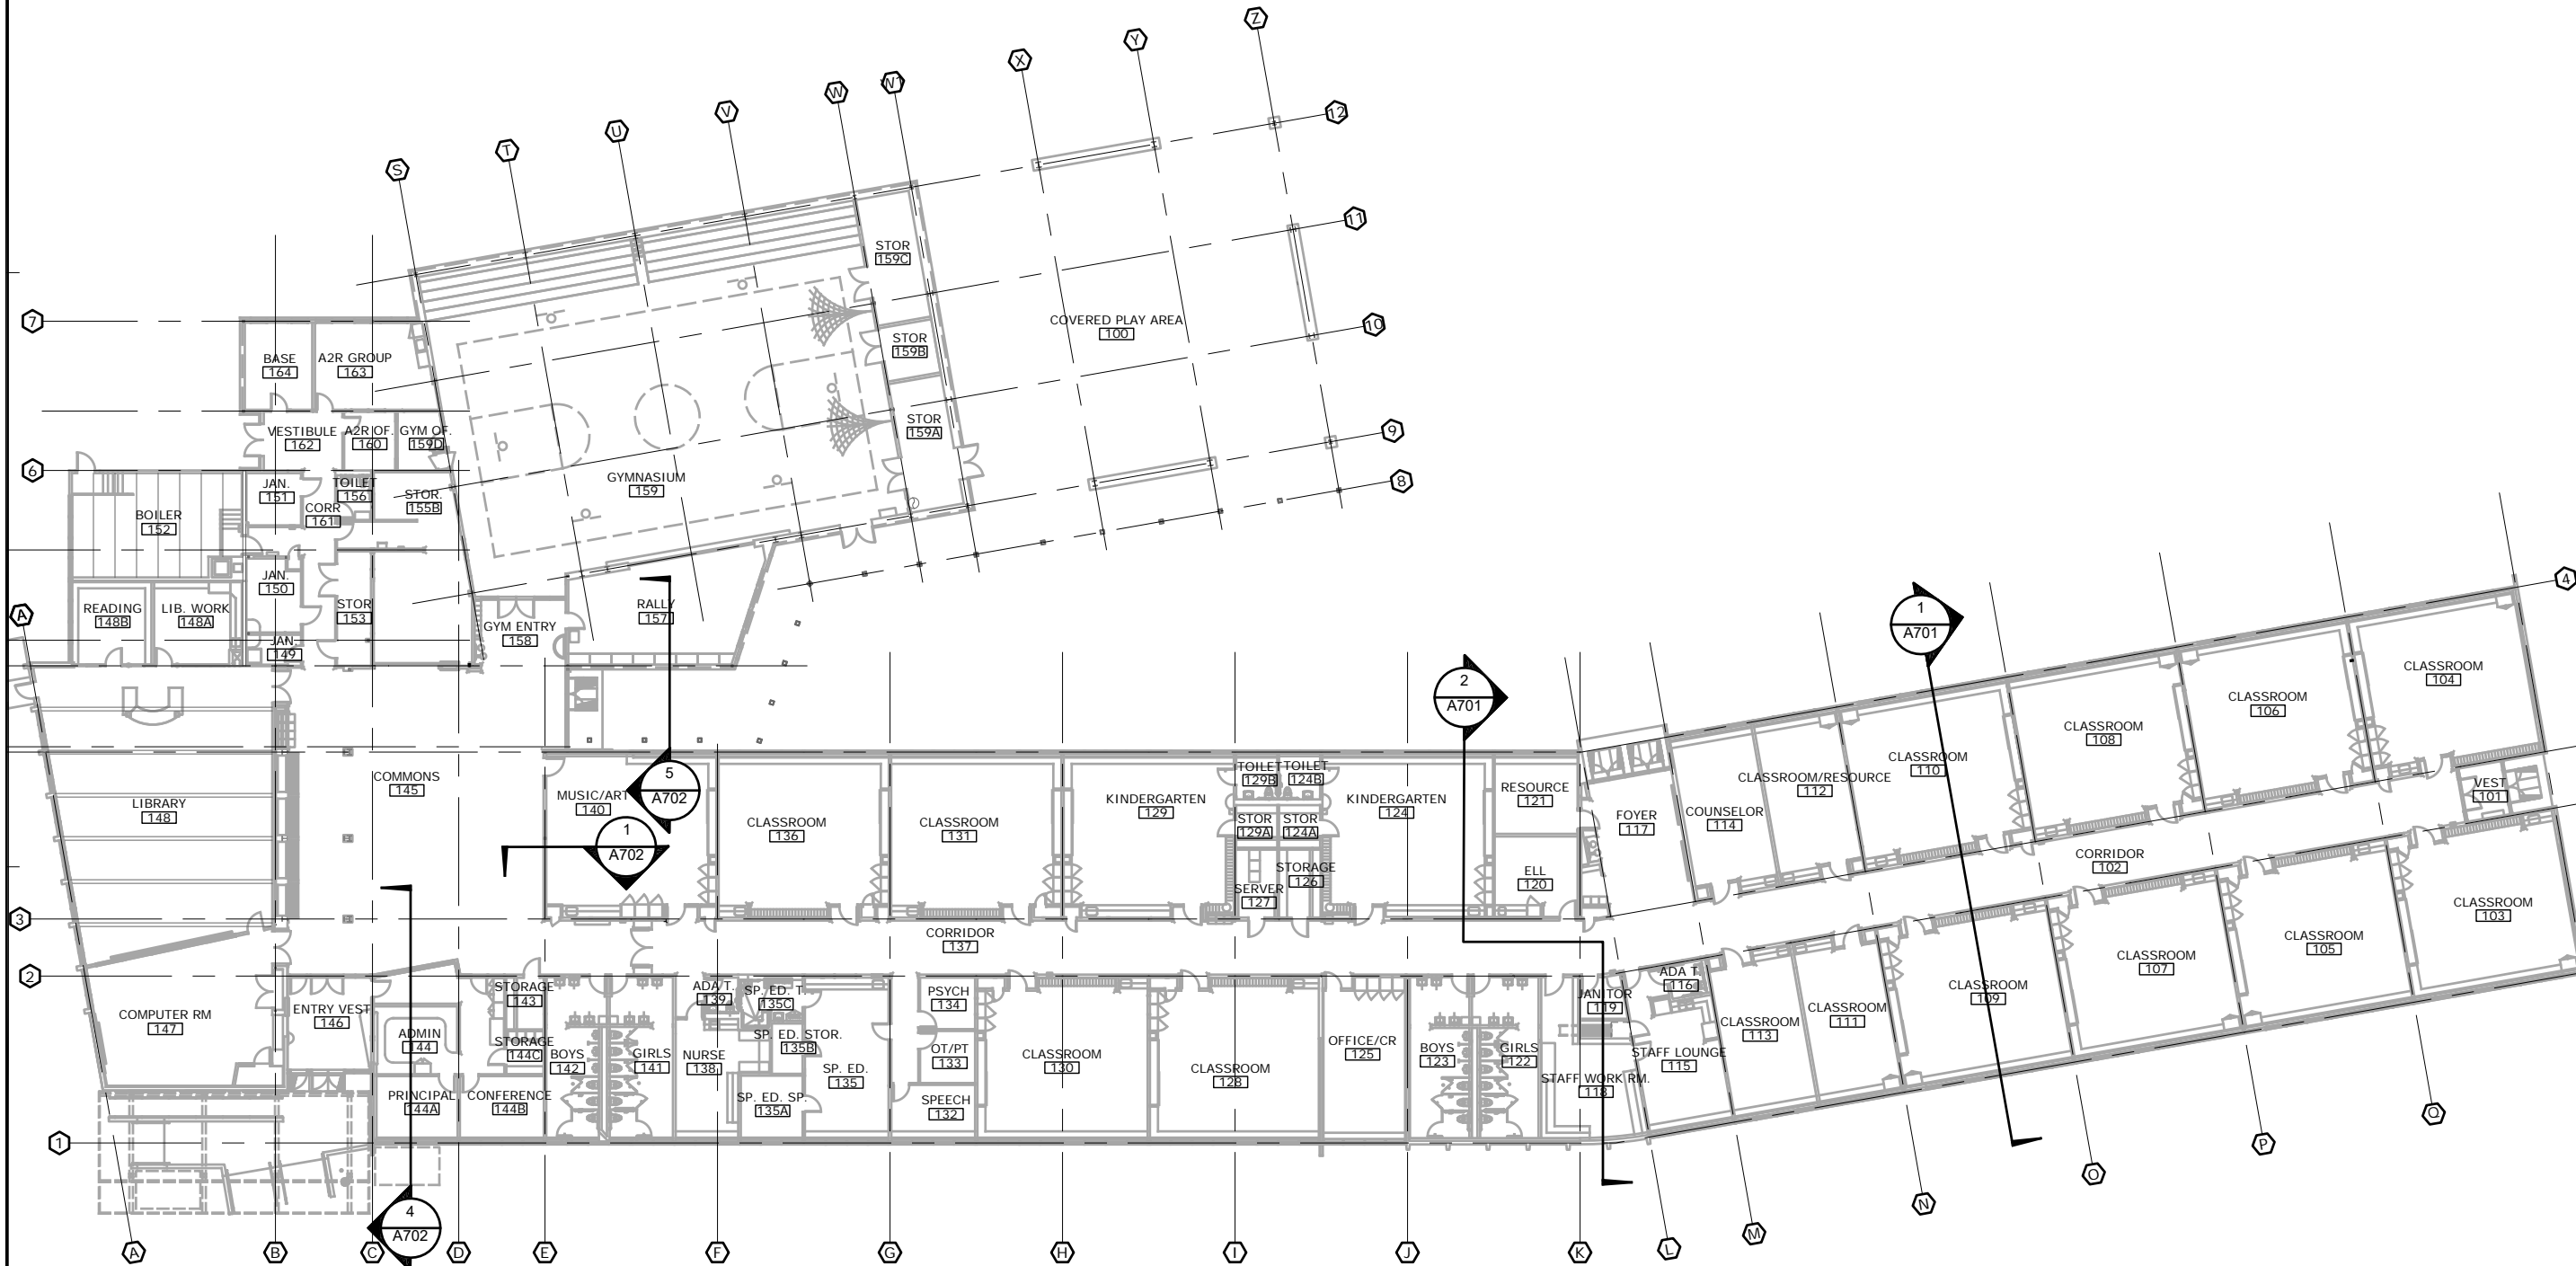 Z
Y
X
W1
W
V
U
T
S
12
11
10
9
8
7
6
STOR
159C
COVERED PLAY AREA
100
STOR
159B
STOR
159A
BASE
164
A2R GROUP
163
VESTIBULE
162
A2R OF.
160
GYM OF.
159D
GYMNASIUM
159
JAN.
151
TOILET
156
STOR.
155B
CORR
161
BOILER
152
JAN.
150
STOR
153
READING
148B
LIB. WORK
148A
JAN.
149
GYM ENTRY
158
RALLY
157
A
4
1
A701
2
A701
CLASSROOM
104
CLASSROOM
106
CLASSROOM
108
CLASSROOM
110
CLASSROOM/RESOURCE
112
COUNSELOR
114
FOYER
117
VEST
101
CORRIDOR
102
COMMONS
145
LIBRARY
148
MUSIC/ART
140
5
A702
1
A702
CLASSROOM
136
CLASSROOM
131
KINDERGARTEN
129
TOILET
129B
TOILET
124B
STOR
129A
STOR
124A
SERVER
127
STORAGE
126
KINDERGARTEN
124
RESOURCE
121
ELL
120
3
2
CORRIDOR
137
CLASSROOM
103
CLASSROOM
105
CLASSROOM
107
CLASSROOM
109
CLASSROOM
111
CLASSROOM
113
ADA T.
116
STAFF LOUNGE
115
JANITOR
119
STAFF WORK RM.
118
COMPUTER RM
147
ENTRY VEST
146
ADMIN
144
STORAGE
143
STORAGE
144C
PRINCIPAL
144A
CONFERENCE
144B
BOYS
142
GIRLS
141
NURSE
138
ADA T.
139
SP. ED. T.
135C
SP. ED. STOR.
135B
SP. ED.
135
SP. ED. SP.
135A
PSYCH
134
OT/PT
133
SPEECH
132
CLASSROOM
130
CLASSROOM
128
OFFICE/CR
125
BOYS
123
GIRLS
122
1
4
A702
A
B
C
D
E
F
G
H
I
J
K
L
M
N
O
P
Q